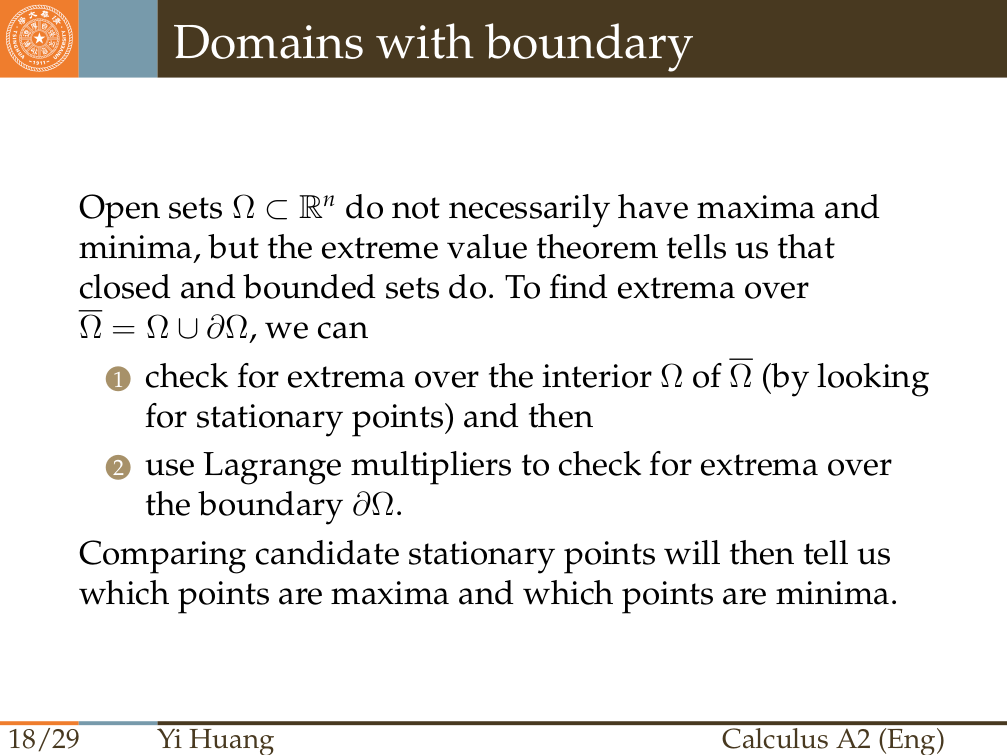 Domains with boundary
Open sets Ω ⊂ ℝⁿ do not necessarily have maxima and
minima, but the extreme value theorem tells us that
closed and bounded sets do. To find extrema over
Ω̅ = Ω ∪ ∂Ω, we can
1 check for extrema over the interior Ω of Ω̅ (by looking
for stationary points) and then
2 use Lagrange multipliers to check for extrema over
the boundary ∂Ω.
Comparing candidate stationary points will then tell us
which points are maxima and which points are minima.
18/29 Yi Huang Calculus A2 (Eng)